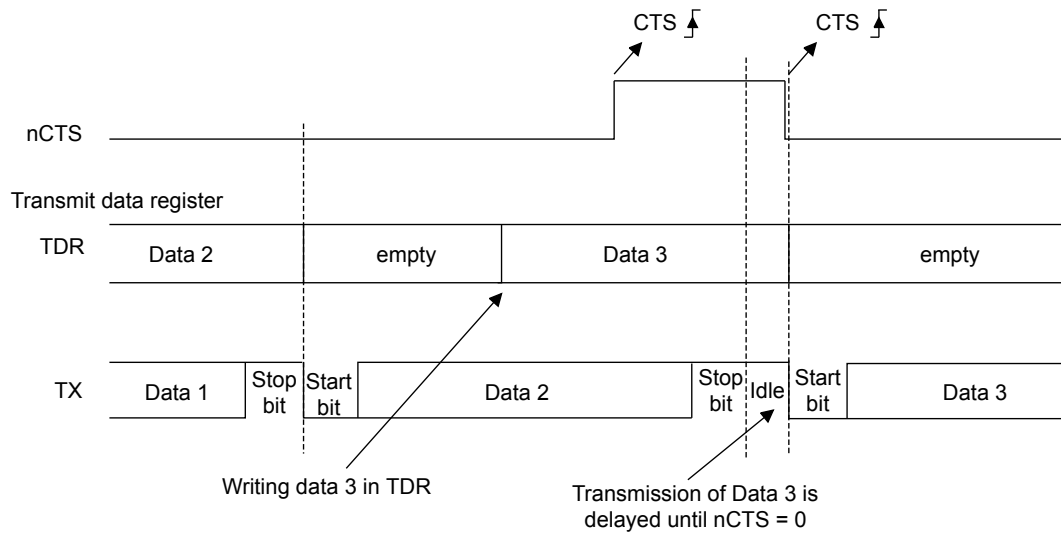 CTS
CTS
nCTS
Transmit data register
TDR
Data 2
empty
Data 3
empty
TX
Data 1
Stop
bit
Start
bit
Data 2
Stop
bit
Idle
Start
bit
Data 3
Writing data 3 in TDR
Transmission of Data 3 is
delayed until nCTS = 0